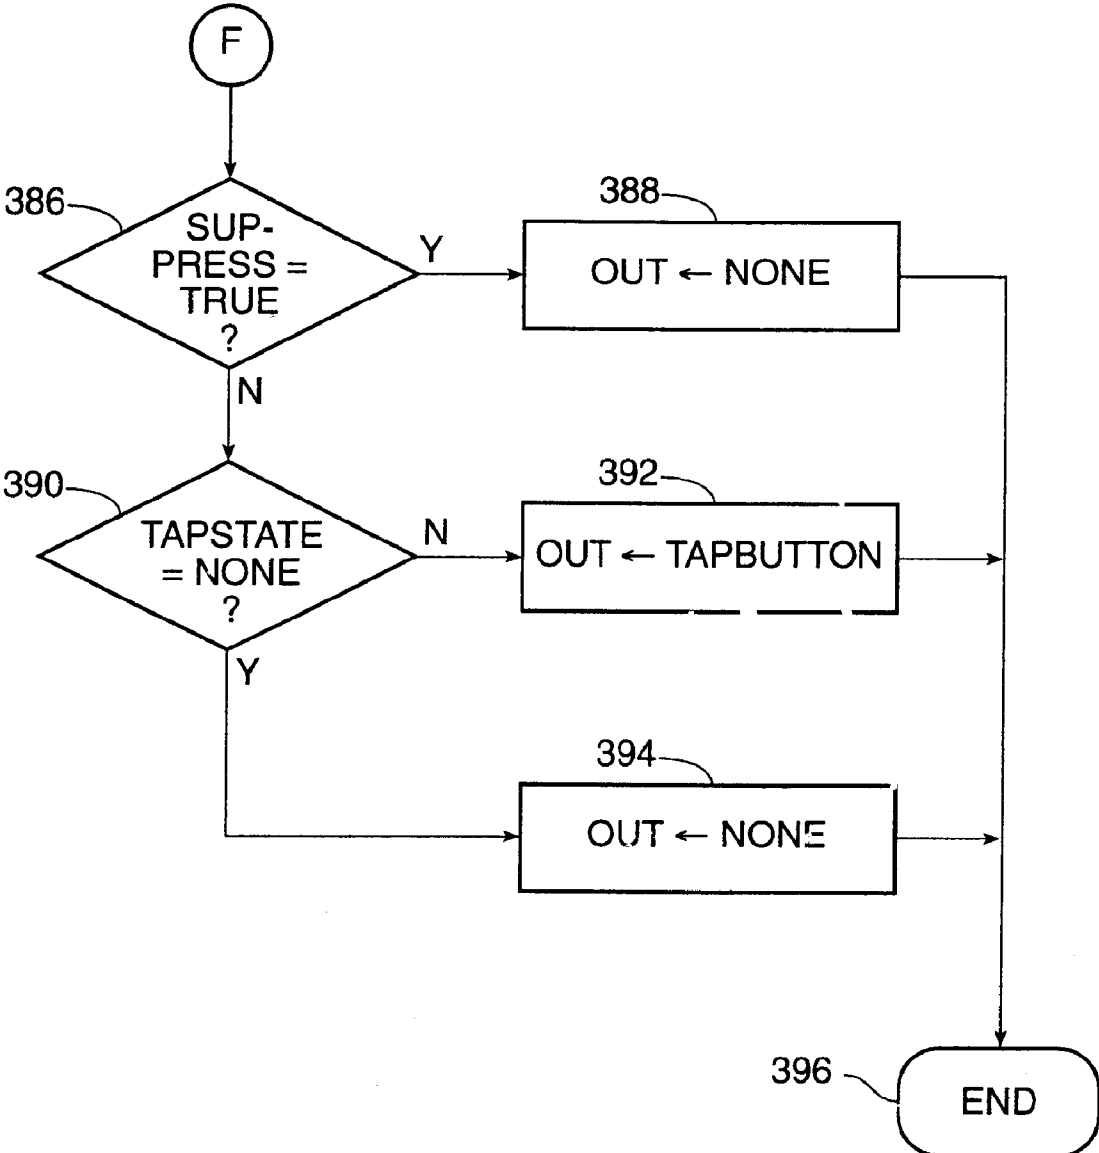 F
386
SUP-
PRESS =
TRUE
?
Y
388
OUT ← NONE
N
390
TAPSTATE
= NONE
?
N
392
OUT ← TAPBUTTON
Y
394
OUT ← NONE
396
END